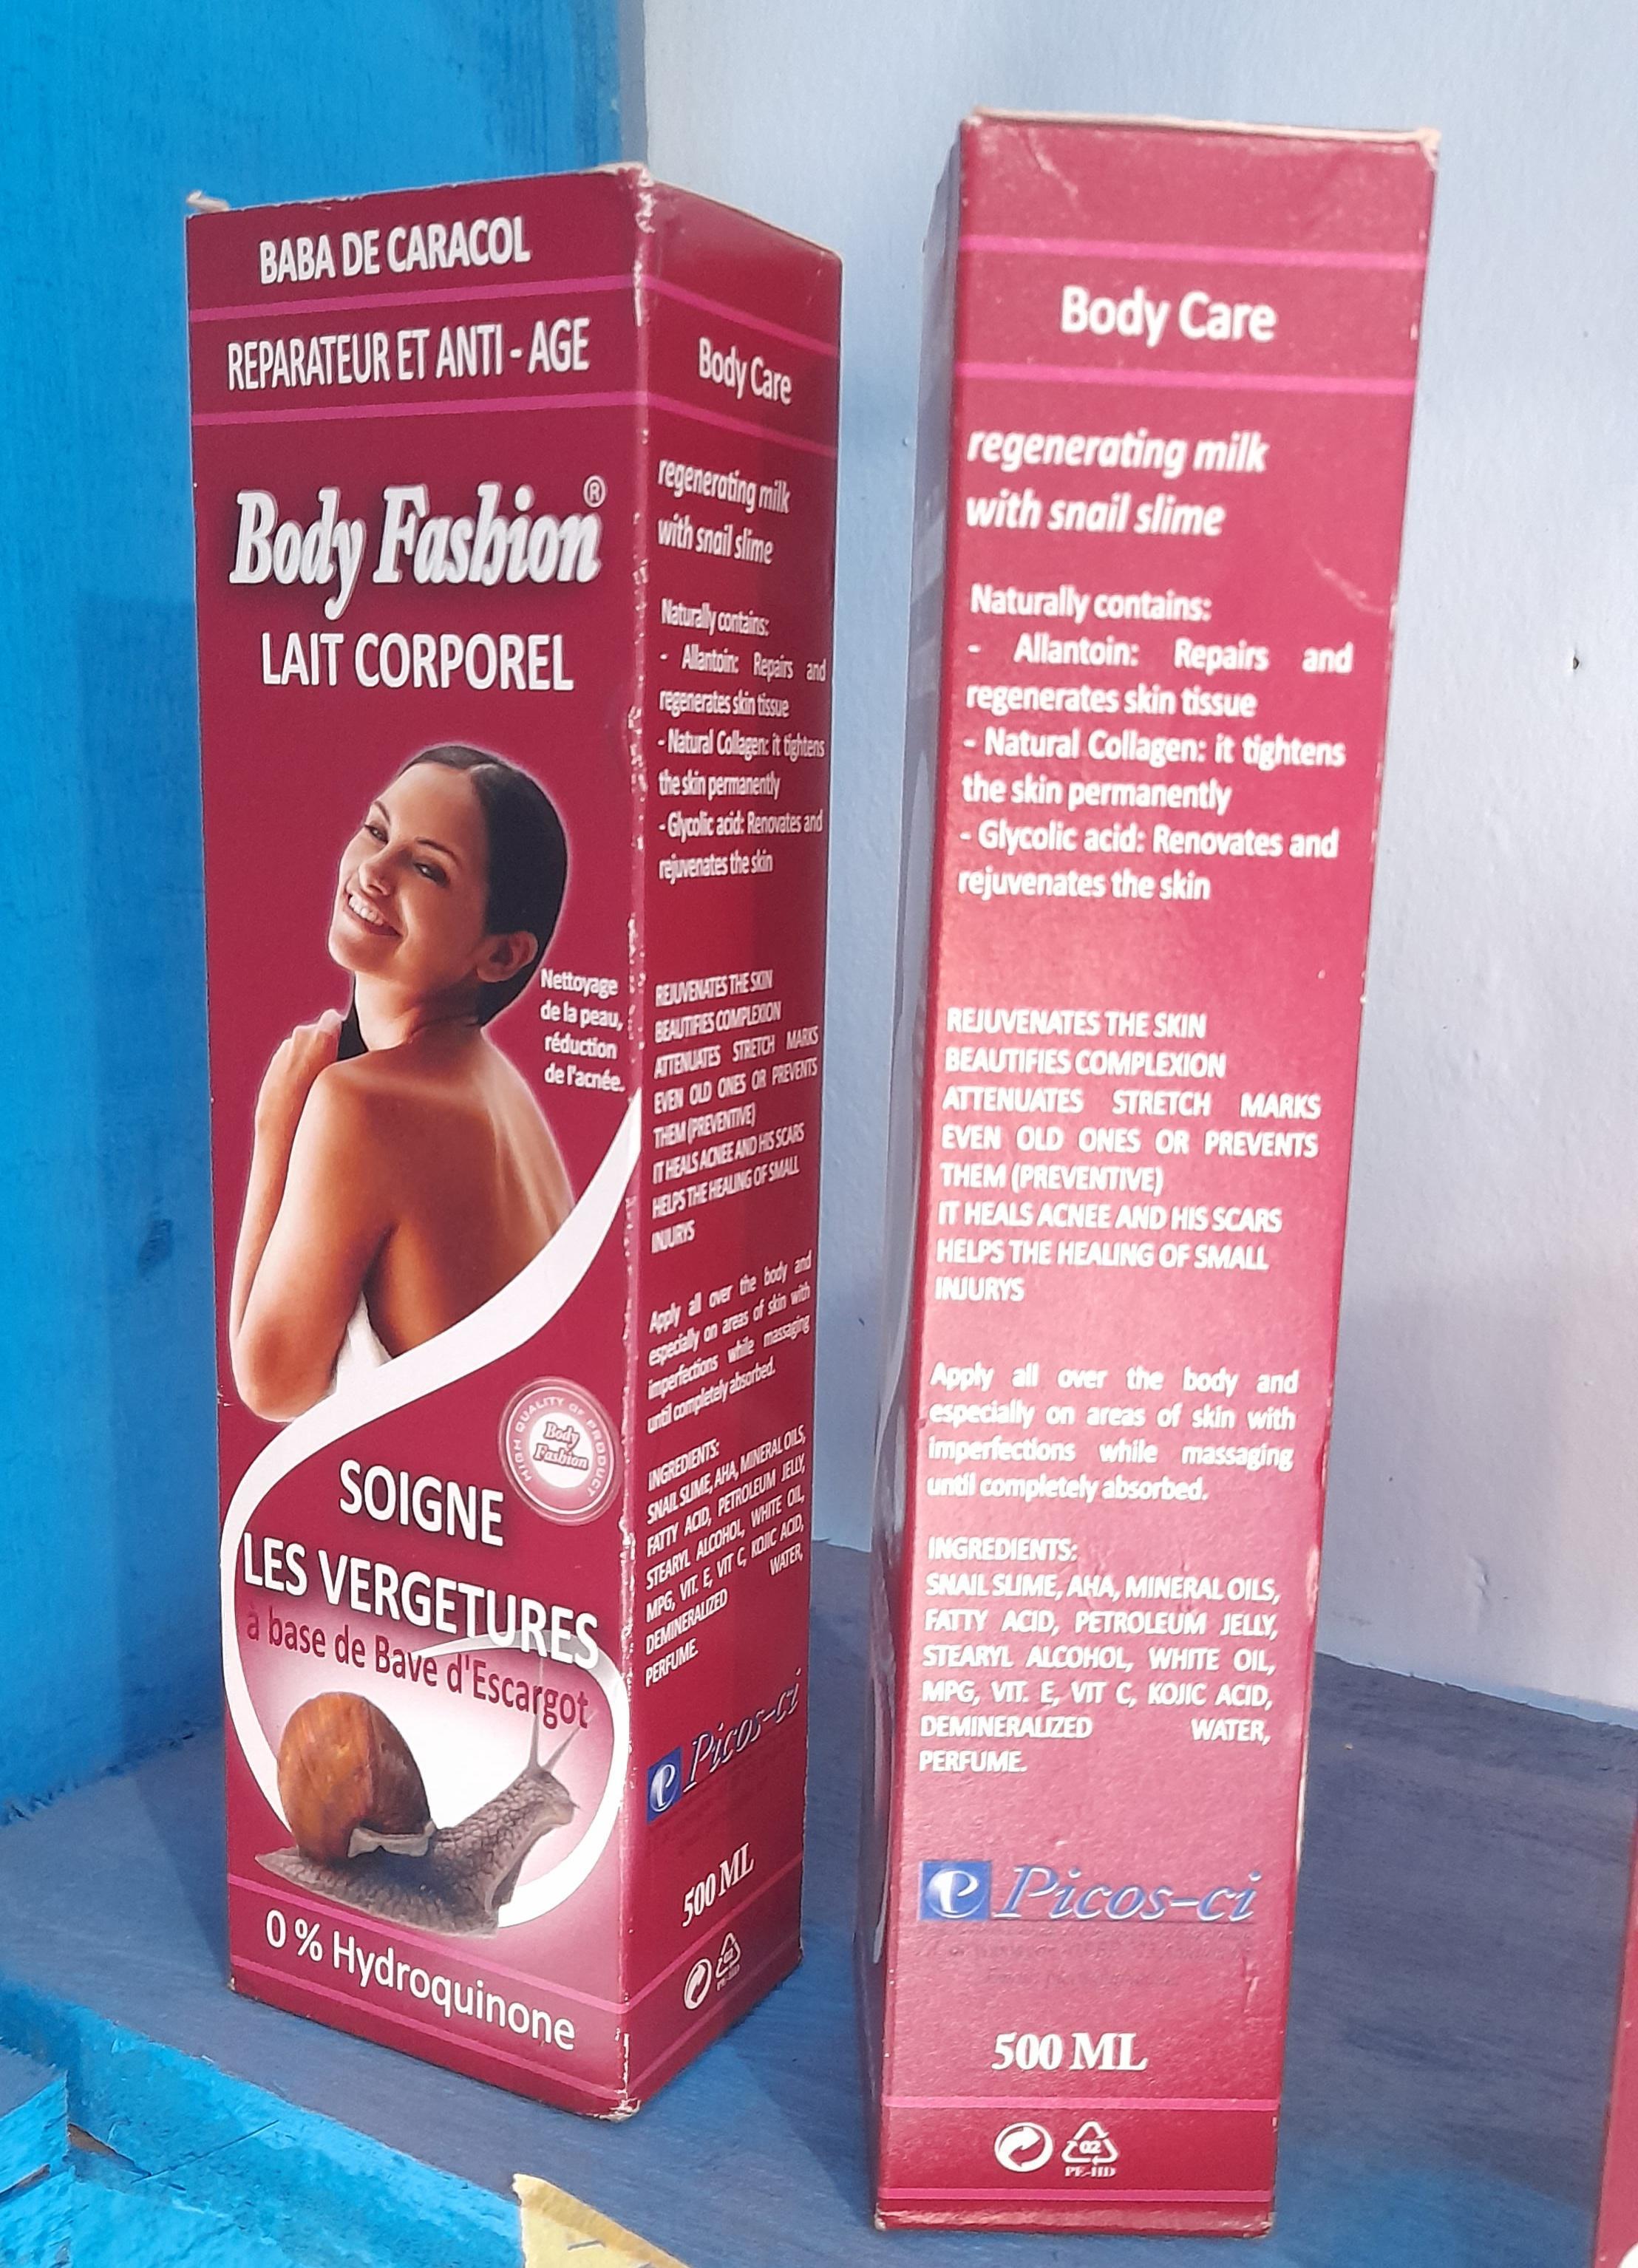 BABA DE CARACOL
REPARATEUR ET ANTI - AGE
Body Fashion®
LAIT CORPOREL
Nettoyage
de la peau,
réduction
de l'acnée.
HIGH QUALITY OF PRODUCT
Body
Fashion
SOIGNE
LES VERGETURES
à base de Bave d'Escargot
0 % Hydroquinone
Body Care
regenerating milk
with snail slime
Naturally contains:
- Allantoin: Repairs and
regenerates skin tissue
- Natural Collagen: it tightens
the skin permanently
- Glycolic acid: Renovates and
rejuvenates the skin
REJUVENATES THE SKIN
BEAUTIFIES COMPLEXION
ATTENUATES STRETCH MARKS
EVEN OLD ONES OR PREVENTS
THEM (PREVENTIVE)
IT HEALS ACNEE AND HIS SCARS
HELPS THE HEALING OF SMALL
INJURYS
Apply all over the body and
especially on areas of skin with
imperfections while massaging
until completely absorbed.
INGREDIENTS:
SNAIL SLIME, AHA, MINERAL OILS,
FATTY ACID, PETROLEUM JELLY,
STEARYL ALCOHOL, WHITE OIL,
MPG, VIT. E, VIT C, KOJIC ACID,
DEMINERALIZED WATER,
PERFUME.
P Picos-ci
500 ML
02
PE-HD
Body Care
regenerating milk
with snail slime
Naturally contains:
- Allantoin: Repairs and
regenerates skin tissue
- Natural Collagen: it tightens
the skin permanently
- Glycolic acid: Renovates and
rejuvenates the skin
REJUVENATES THE SKIN
BEAUTIFIES COMPLEXION
ATTENUATES STRETCH MARKS
EVEN OLD ONES OR PREVENTS
THEM (PREVENTIVE)
IT HEALS ACNEE AND HIS SCARS
HELPS THE HEALING OF SMALL
INJURYS
Apply all over the body and
especially on areas of skin with
imperfections while massaging
until completely absorbed.
INGREDIENTS:
SNAIL SLIME, AHA, MINERAL OILS,
FATTY ACID, PETROLEUM JELLY,
STEARYL ALCOHOL, WHITE OIL,
MPG, VIT. E, VIT C, KOJIC ACID,
DEMINERALIZED WATER,
PERFUME.
P Picos-ci
500 ML
02
PE-HD